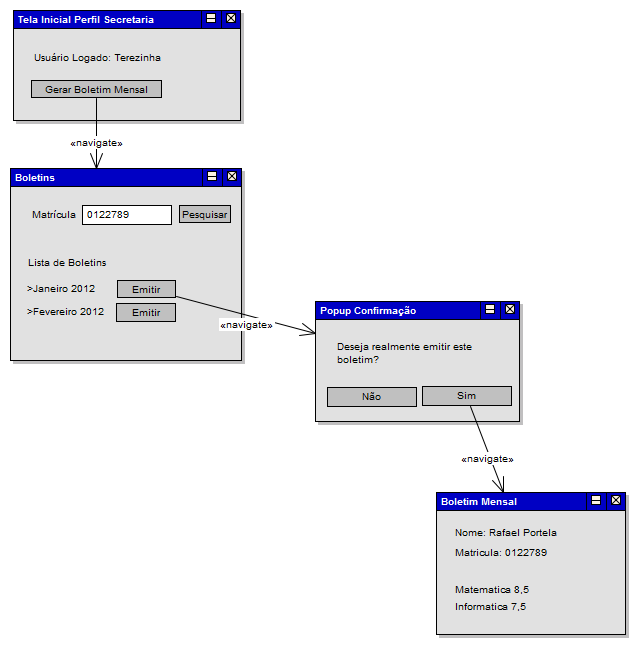 Tela Inicial Perfil Secretaria
Usuário Logado: Terezinha
Gerar Boletim Mensal
«navigate»
Boletins
Matrícula 0122789 Pesquisar
Lista de Boletins
>Janeiro 2012 Emitir
>Fevereiro 2012 Emitir
«navigate»
Popup Confirmação
Deseja realmente emitir este
boletim?
Não Sim
«navigate»
Boletim Mensal
Nome: Rafael Portela
Matricula: 0122789
Matematica 8,5
Informatica 7,5